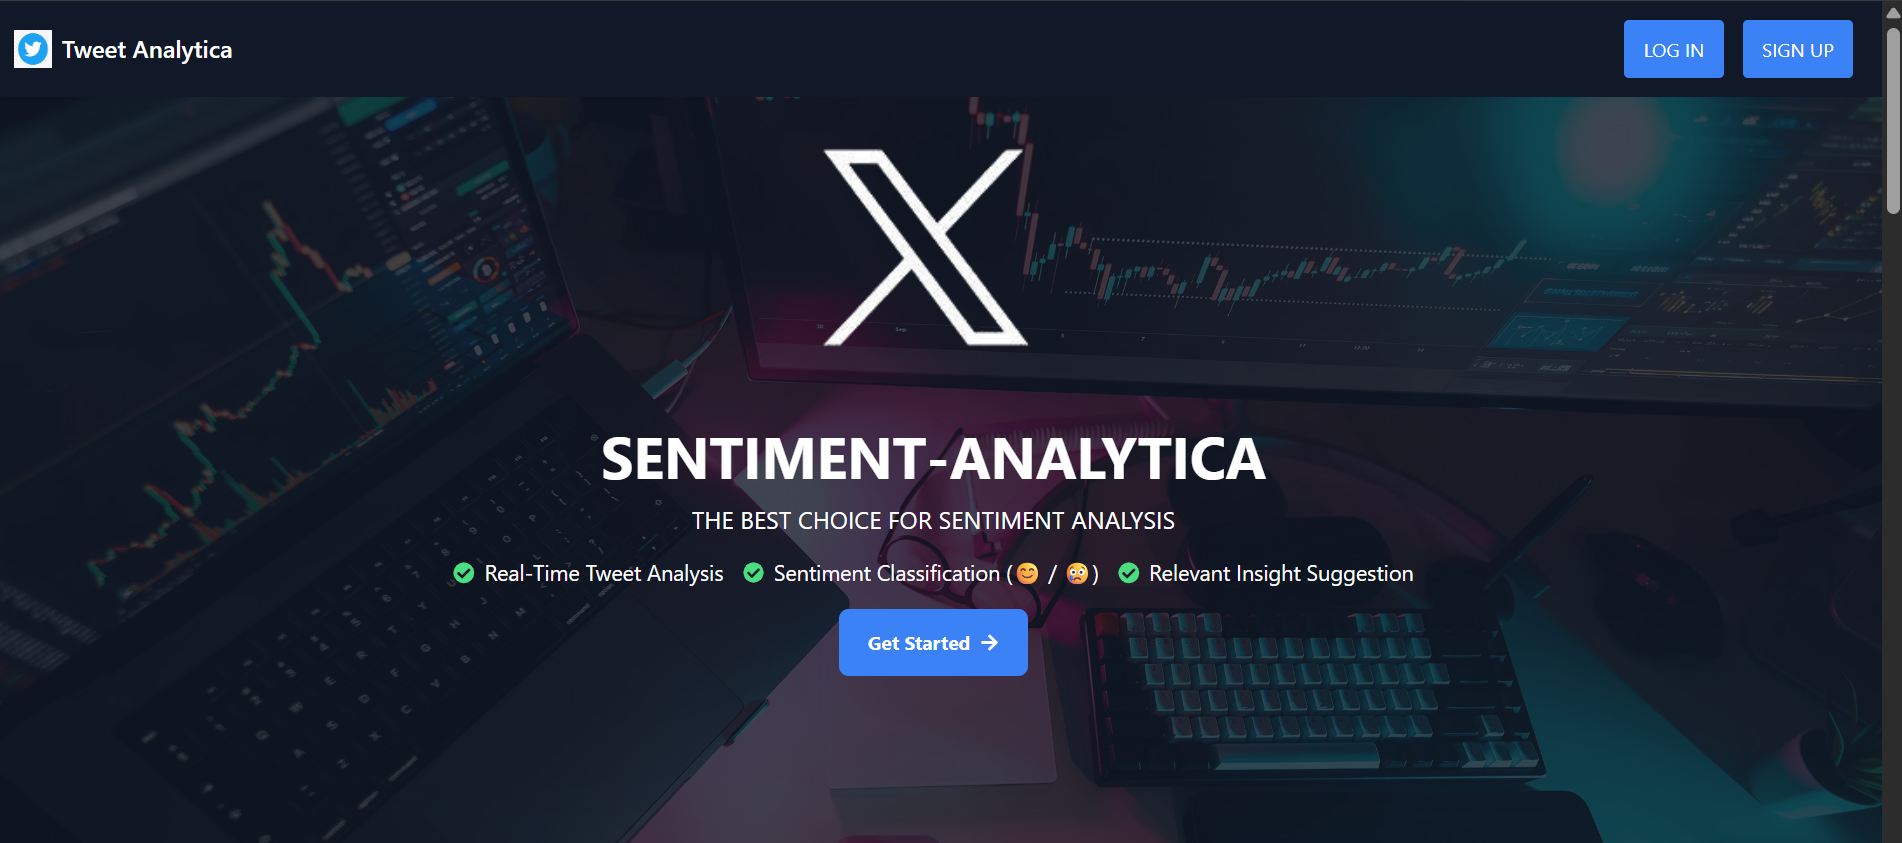 Tweet Analytica
LOG IN
SIGN UP
SENTIMENT-ANALYTICA
THE BEST CHOICE FOR SENTIMENT ANALYSIS
Real-Time Tweet Analysis
Sentiment Classification (😊 / 😢)
Relevant Insight Suggestion
Get Started →